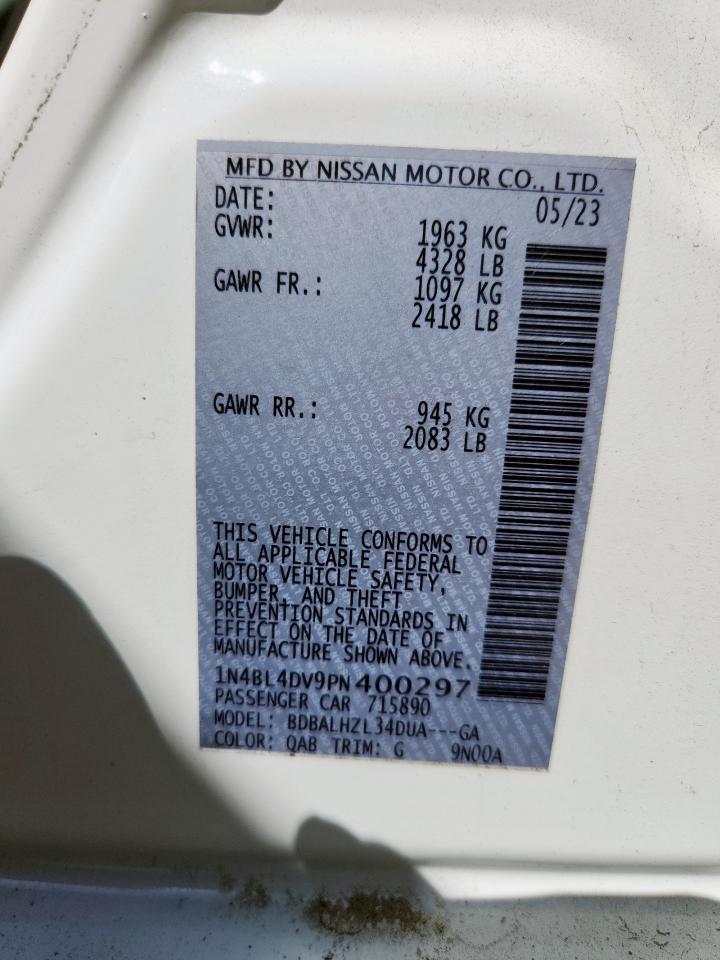 MFD BY NISSAN MOTOR CO., LTD.
DATE: 05/23
GVWR: 1963 KG
4328 LB
GAWR FR.: 1097 KG
2418 LB
GAWR RR.: 945 KG
2083 LB
THIS VEHICLE CONFORMS TO
ALL APPLICABLE FEDERAL
MOTOR VEHICLE SAFETY,
BUMPER, AND THEFT
PREVENTION STANDARDS IN
EFFECT ON THE DATE OF
MANUFACTURE SHOWN ABOVE.
1N4BL4DV9PN400297
PASSENGER CAR 715890
MODEL: BDBALHZL34DUA---GA
COLOR: QAB TRIM: G 9N00A